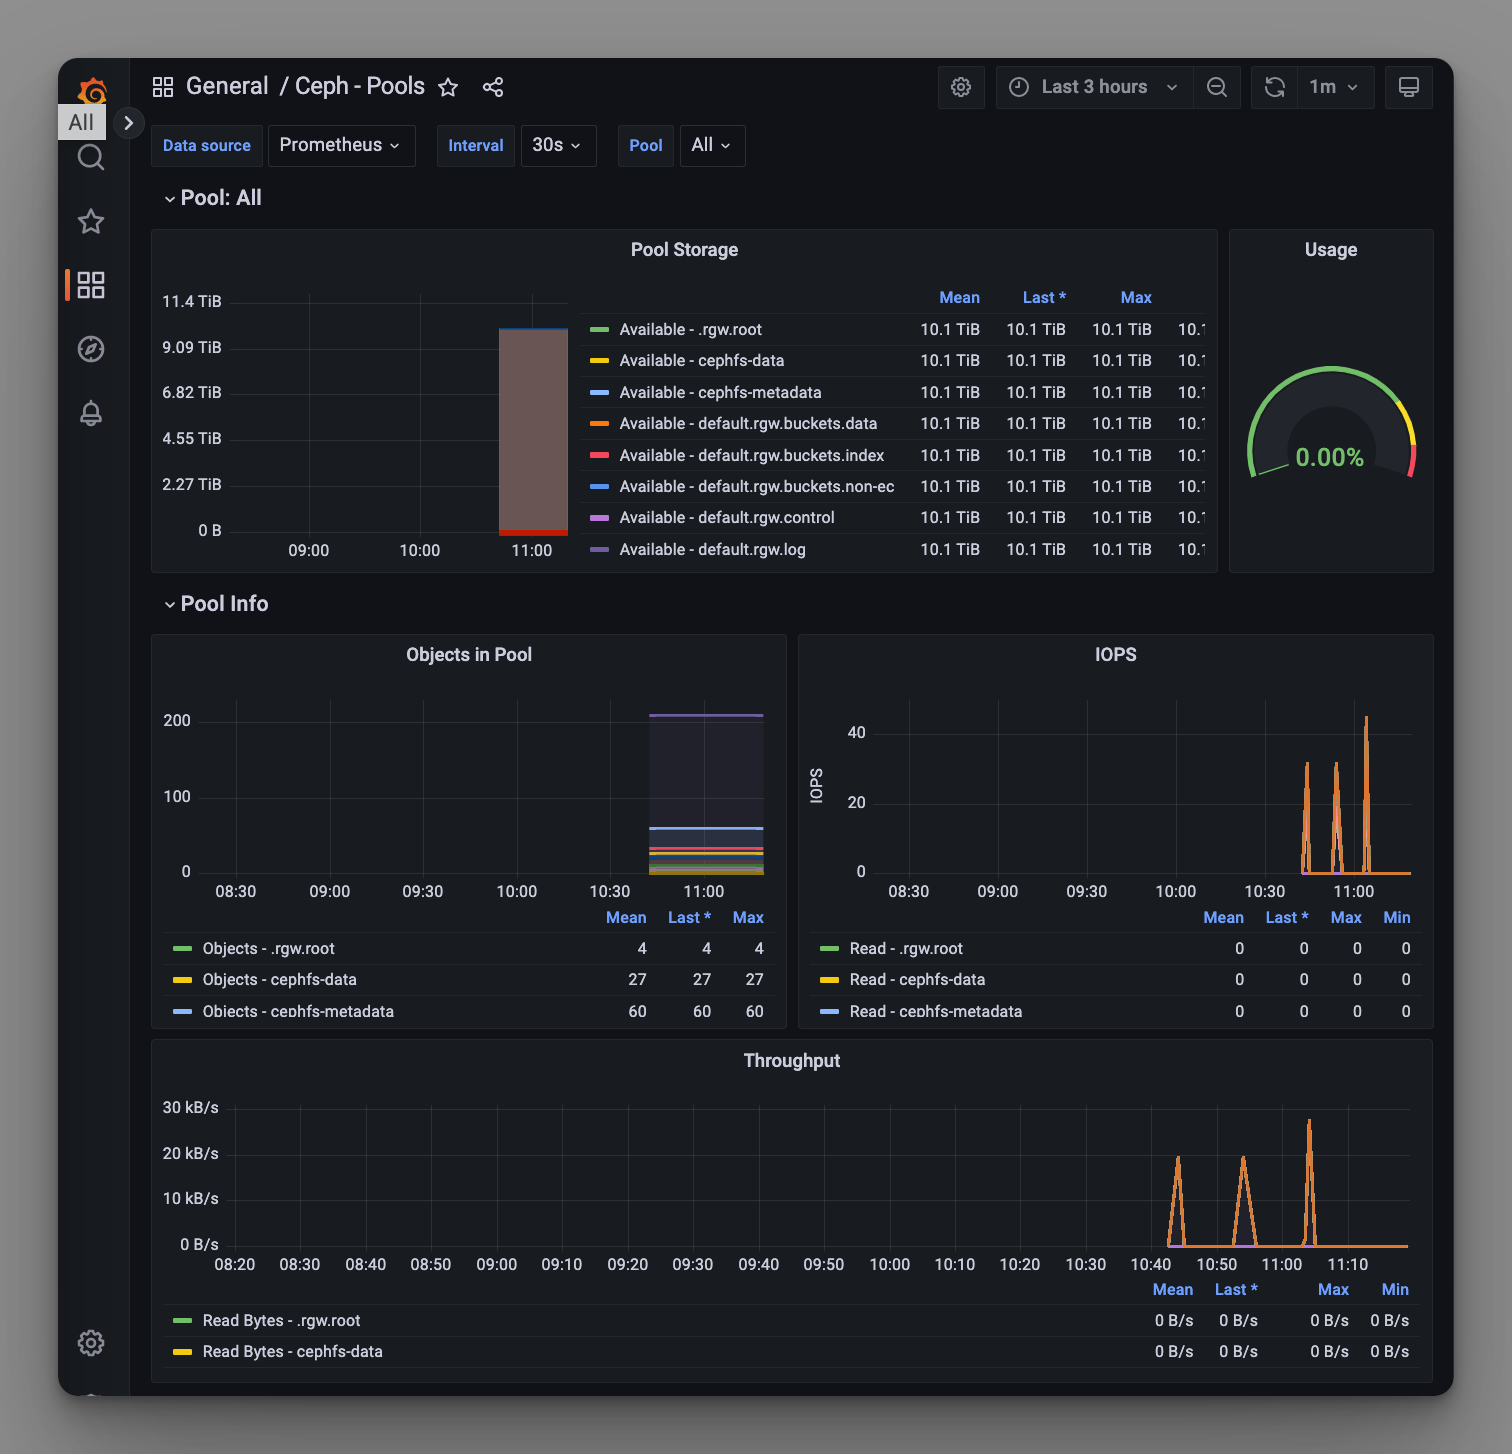 General / Ceph - Pools
Last 3 hours
1m
All
Data source
Prometheus
Interval
30s
Pool
All
Pool: All
Pool Storage
11.4 TiB
9.09 TiB
6.82 TiB
4.55 TiB
2.27 TiB
0 B
09:00 10:00 11:00
Mean Last * Max
Available - .rgw.root 10.1 TiB 10.1 TiB 10.1 TiB 10.1
Available - cephfs-data 10.1 TiB 10.1 TiB 10.1 TiB 10.1
Available - cephfs-metadata 10.1 TiB 10.1 TiB 10.1 TiB 10.1
Available - default.rgw.buckets.data 10.1 TiB 10.1 TiB 10.1 TiB 10.1
Available - default.rgw.buckets.index 10.1 TiB 10.1 TiB 10.1 TiB 10.1
Available - default.rgw.buckets.non-ec 10.1 TiB 10.1 TiB 10.1 TiB 10.1
Available - default.rgw.control 10.1 TiB 10.1 TiB 10.1 TiB 10.1
Available - default.rgw.log 10.1 TiB 10.1 TiB 10.1 TiB 10.1
Usage
0.00%
Pool Info
Objects in Pool
200
100
0
08:30 09:00 09:30 10:00 10:30 11:00
Mean Last * Max
Objects - .rgw.root 4 4 4
Objects - cephfs-data 27 27 27
Objects - cephfs-metadata 60 60 60
IOPS
IOPS
40
20
0
08:30 09:00 09:30 10:00 10:30 11:00
Mean Last * Max Min
Read - .rgw.root 0 0 0 0
Read - cephfs-data 0 0 0 0
Read - cephfs-metadata 0 0 0 0
Throughput
30 kB/s
20 kB/s
10 kB/s
0 B/s
08:20 08:30 08:40 08:50 09:00 09:10 09:20 09:30 09:40 09:50 10:00 10:10 10:20 10:30 10:40 10:50 11:00 11:10
Mean Last * Max Min
Read Bytes - .rgw.root 0 B/s 0 B/s 0 B/s 0 B/s
Read Bytes - cephfs-data 0 B/s 0 B/s 0 B/s 0 B/s